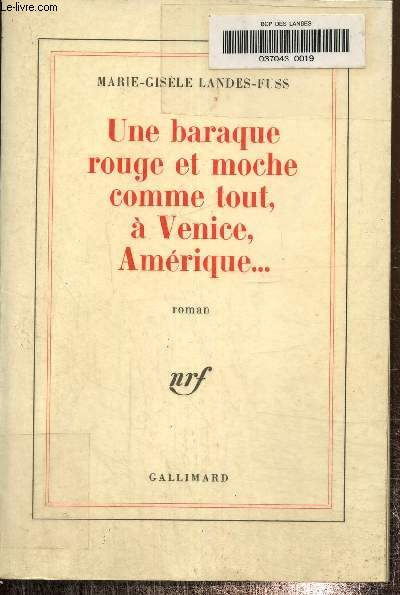 Le-livre.com
BCP DES LANDES
037043 0019
MARIE-GISÈLE LANDES-FUSS
Une baraque
rouge et moche
comme tout,
à Venice,
Amérique...
roman
nrf
GALLIMARD